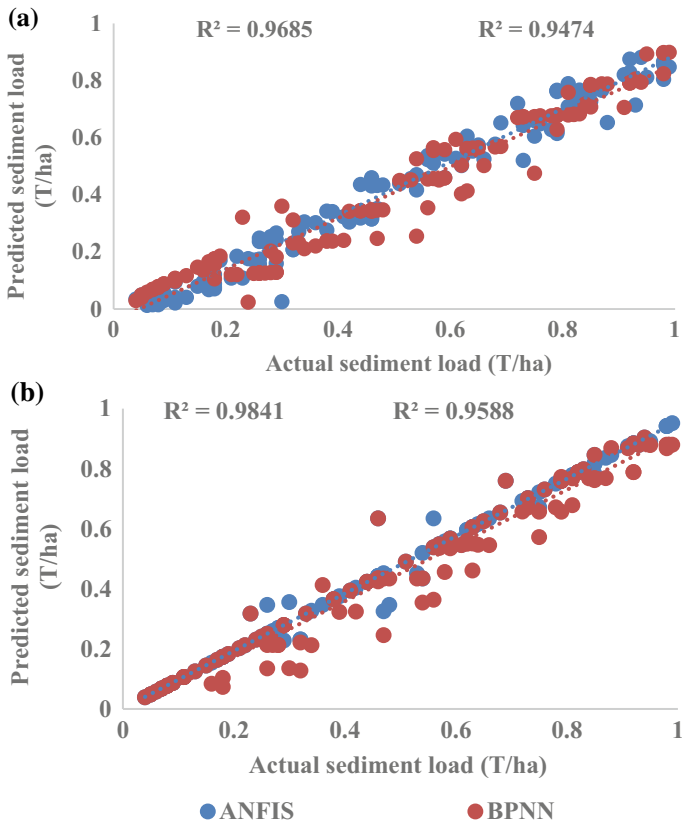 (a)
R² = 0.9685 R² = 0.9474
Predicted sediment load
(T/ha)
1
0.8
0.6
0.4
0.2
0
0 0.2 0.4 0.6 0.8 1
Actual sediment load (T/ha)
(b)
R² = 0.9841 R² = 0.9588
Predicted sediment load
(T/ha)
1
0.8
0.6
0.4
0.2
0
0 0.2 0.4 0.6 0.8 1
Actual sediment load (T/ha)
ANFIS BPNN